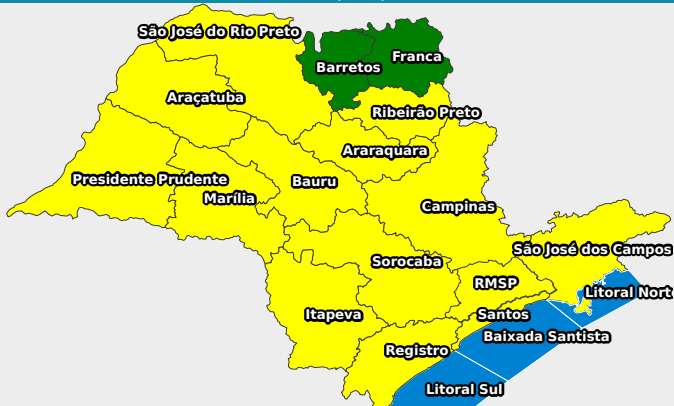 São José do Rio Preto
Franca
Barretos
Araçatuba
Ribeirão Preto
Araraquara
Presidente Prudente
Bauru
Marília
Campinas
São José dos Campos
Sorocaba
RMSP
Litoral Nort
Itapeva
Santos
Baixada Santista
Registro
Litoral Sul